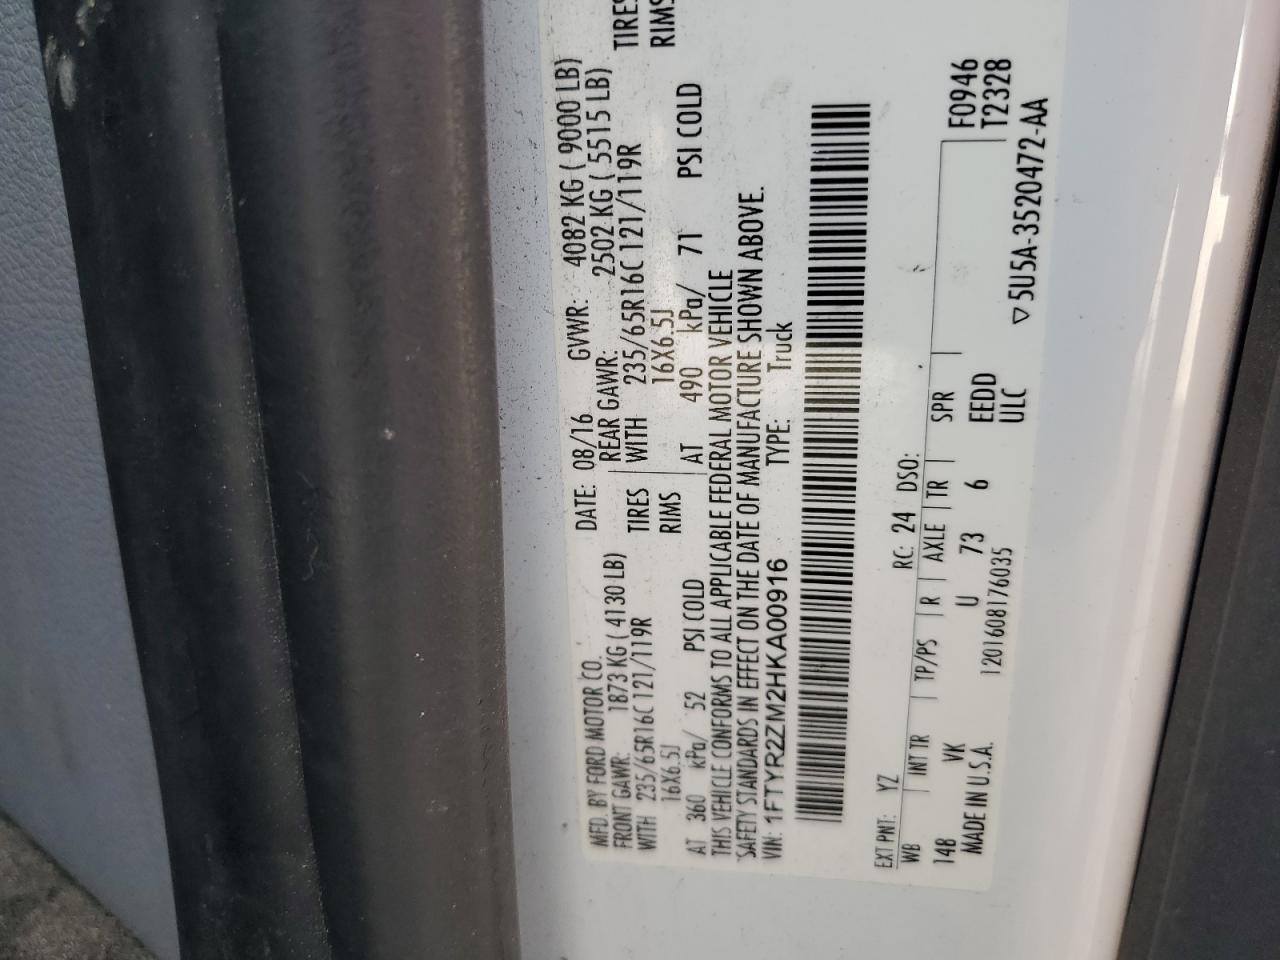 MFD. BY FORD MOTOR CO. DATE: 08/16 GVWR: 4082 KG ( 9000 LB)
FRONT GAWR: 1873 KG ( 4130 LB) REAR GAWR: 2502 KG ( 5515 LB)
WITH 235/65R16C 121/119R TIRES WITH 235/65R16C 121/119R TIRES
16X6.5J RIMS 16X6.5J RIMS
AT 360 kPa/ 52 PSI COLD AT 490 kPa/ 71 PSI COLD
THIS VEHICLE CONFORMS TO ALL APPLICABLE FEDERAL MOTOR VEHICLE
SAFETY STANDARDS IN EFFECT ON THE DATE OF MANUFACTURE SHOWN ABOVE.
VIN: 1FTYR2ZM2HKA00916 TYPE: Truck
EXT PNT: YZ RC: 24 DSO:
WB INT TR TP/PS R AXLE TR SPR F0946
148 VK U 73 6 EEDD T2328
MADE IN U.S.A. 1201608176035 ULC ▽5U5A-3520472-AA